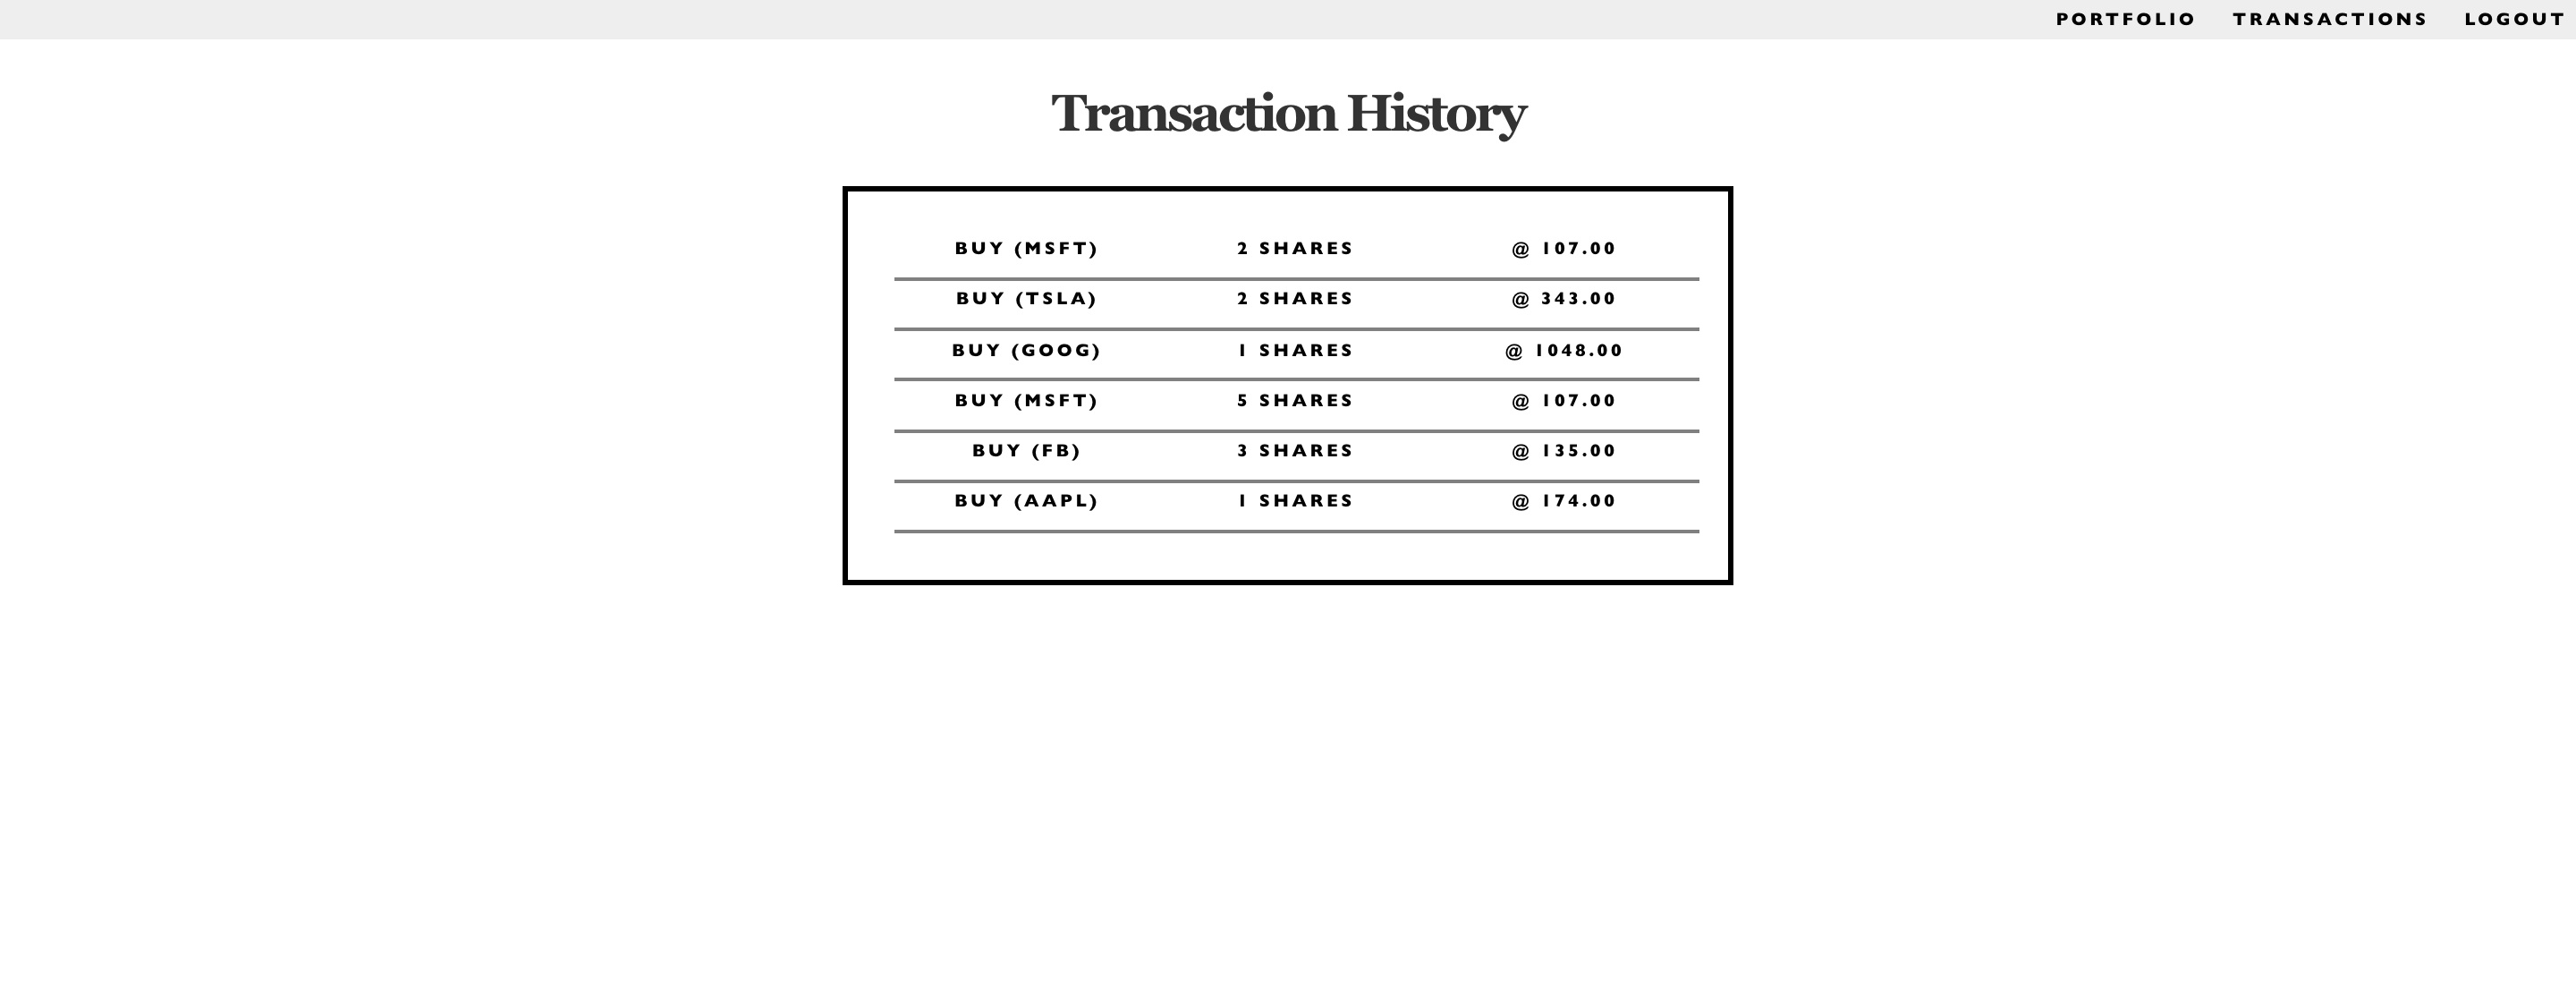 PORTFOLIO TRANSACTIONS LOGOUT
Transaction History
BUY (MSFT) 2 SHARES @ 107.00
BUY (TSLA) 2 SHARES @ 343.00
BUY (GOOG) 1 SHARES @ 1048.00
BUY (MSFT) 5 SHARES @ 107.00
BUY (FB) 3 SHARES @ 135.00
BUY (AAPL) 1 SHARES @ 174.00